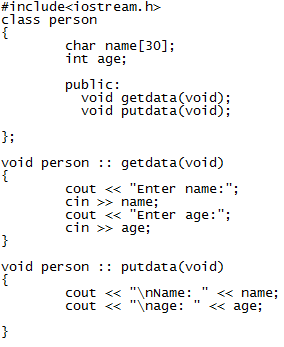 #include<iostream.h>
class person
{
char name[30];
int age;
public:
void getdata(void);
void putdata(void);
};
void person :: getdata(void)
{
cout << "Enter name:";
cin >> name;
cout << "Enter age:";
cin >> age;
}
void person :: putdata(void)
{
cout << "\nName: " << name;
cout << "\nage: " << age;
}